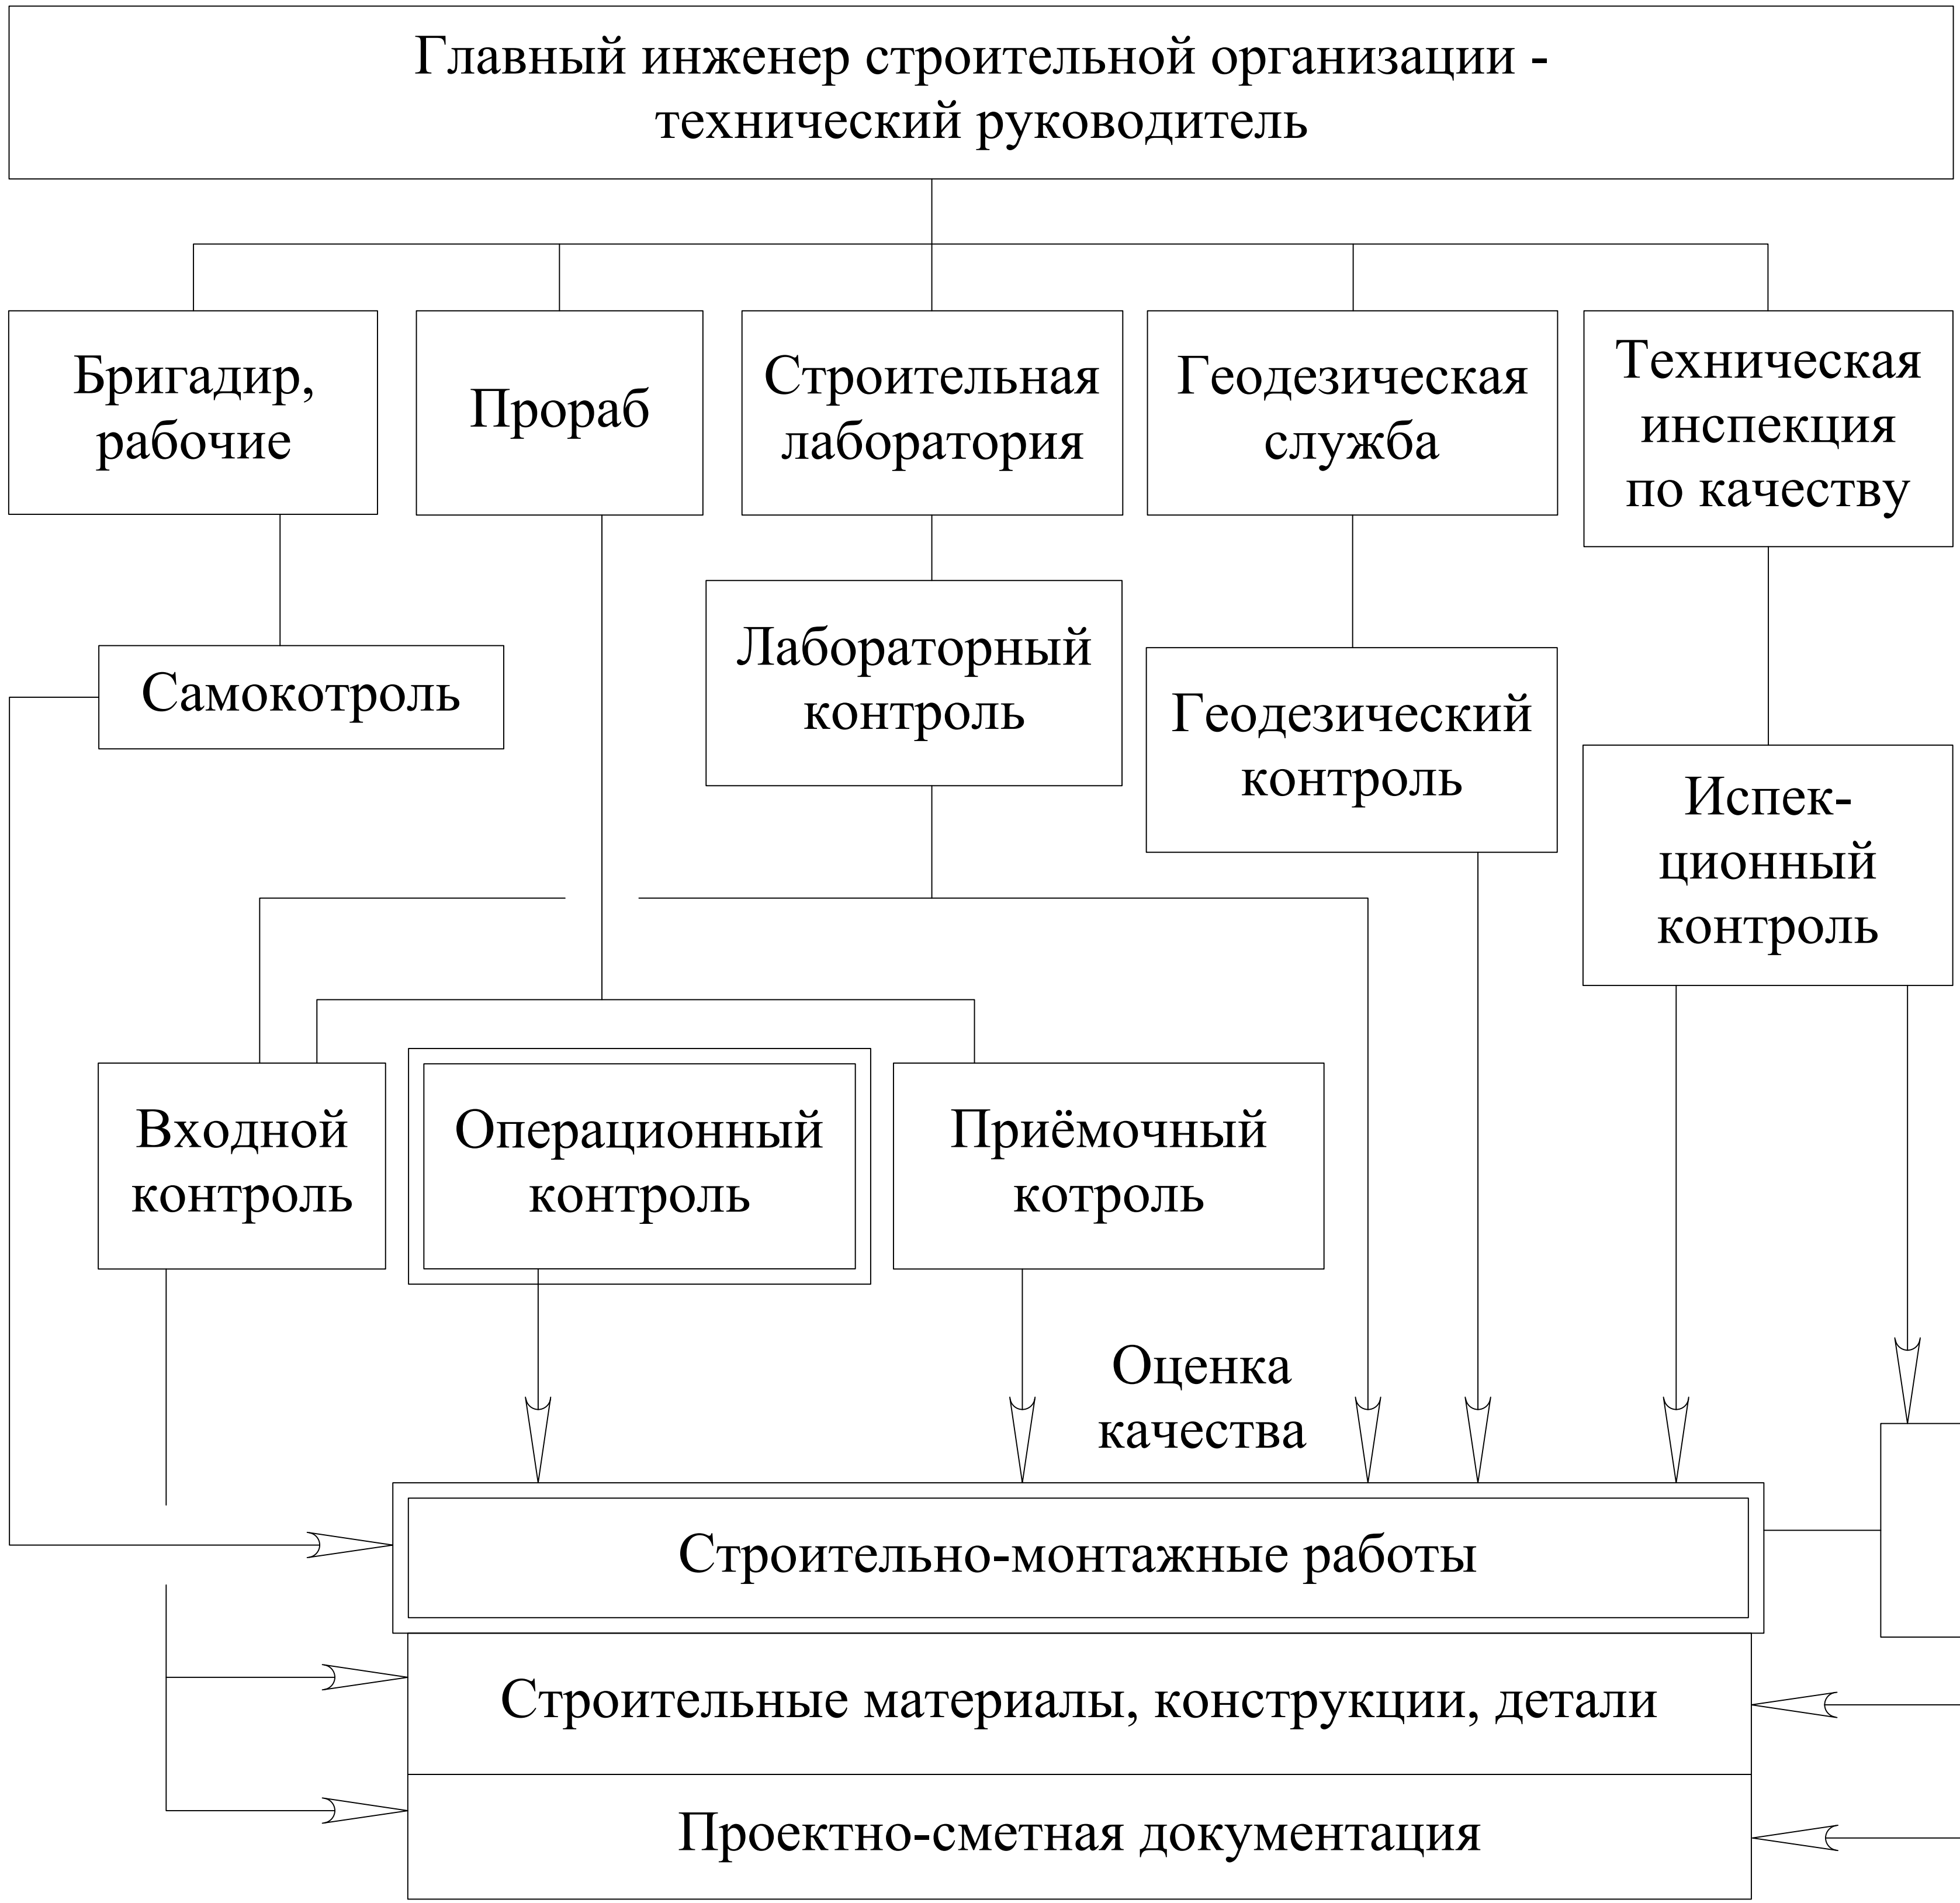 Главный инженер строительной организации -
технический руководитель
Бригадир,
рабочие
Прораб
Строительная
лаборатория
Геодезическая
служба
Техническая
инспекция
по качеству
Самокотроль
Лабораторный
контроль
Геодезический
контроль
Испек-
ционный
контроль
Входной
контроль
Операционный
контроль
Приёмочный
котроль
Оценка
качества
Строительно-монтажные работы
Строительные материалы, конструкции, детали
Проектно-сметная документация